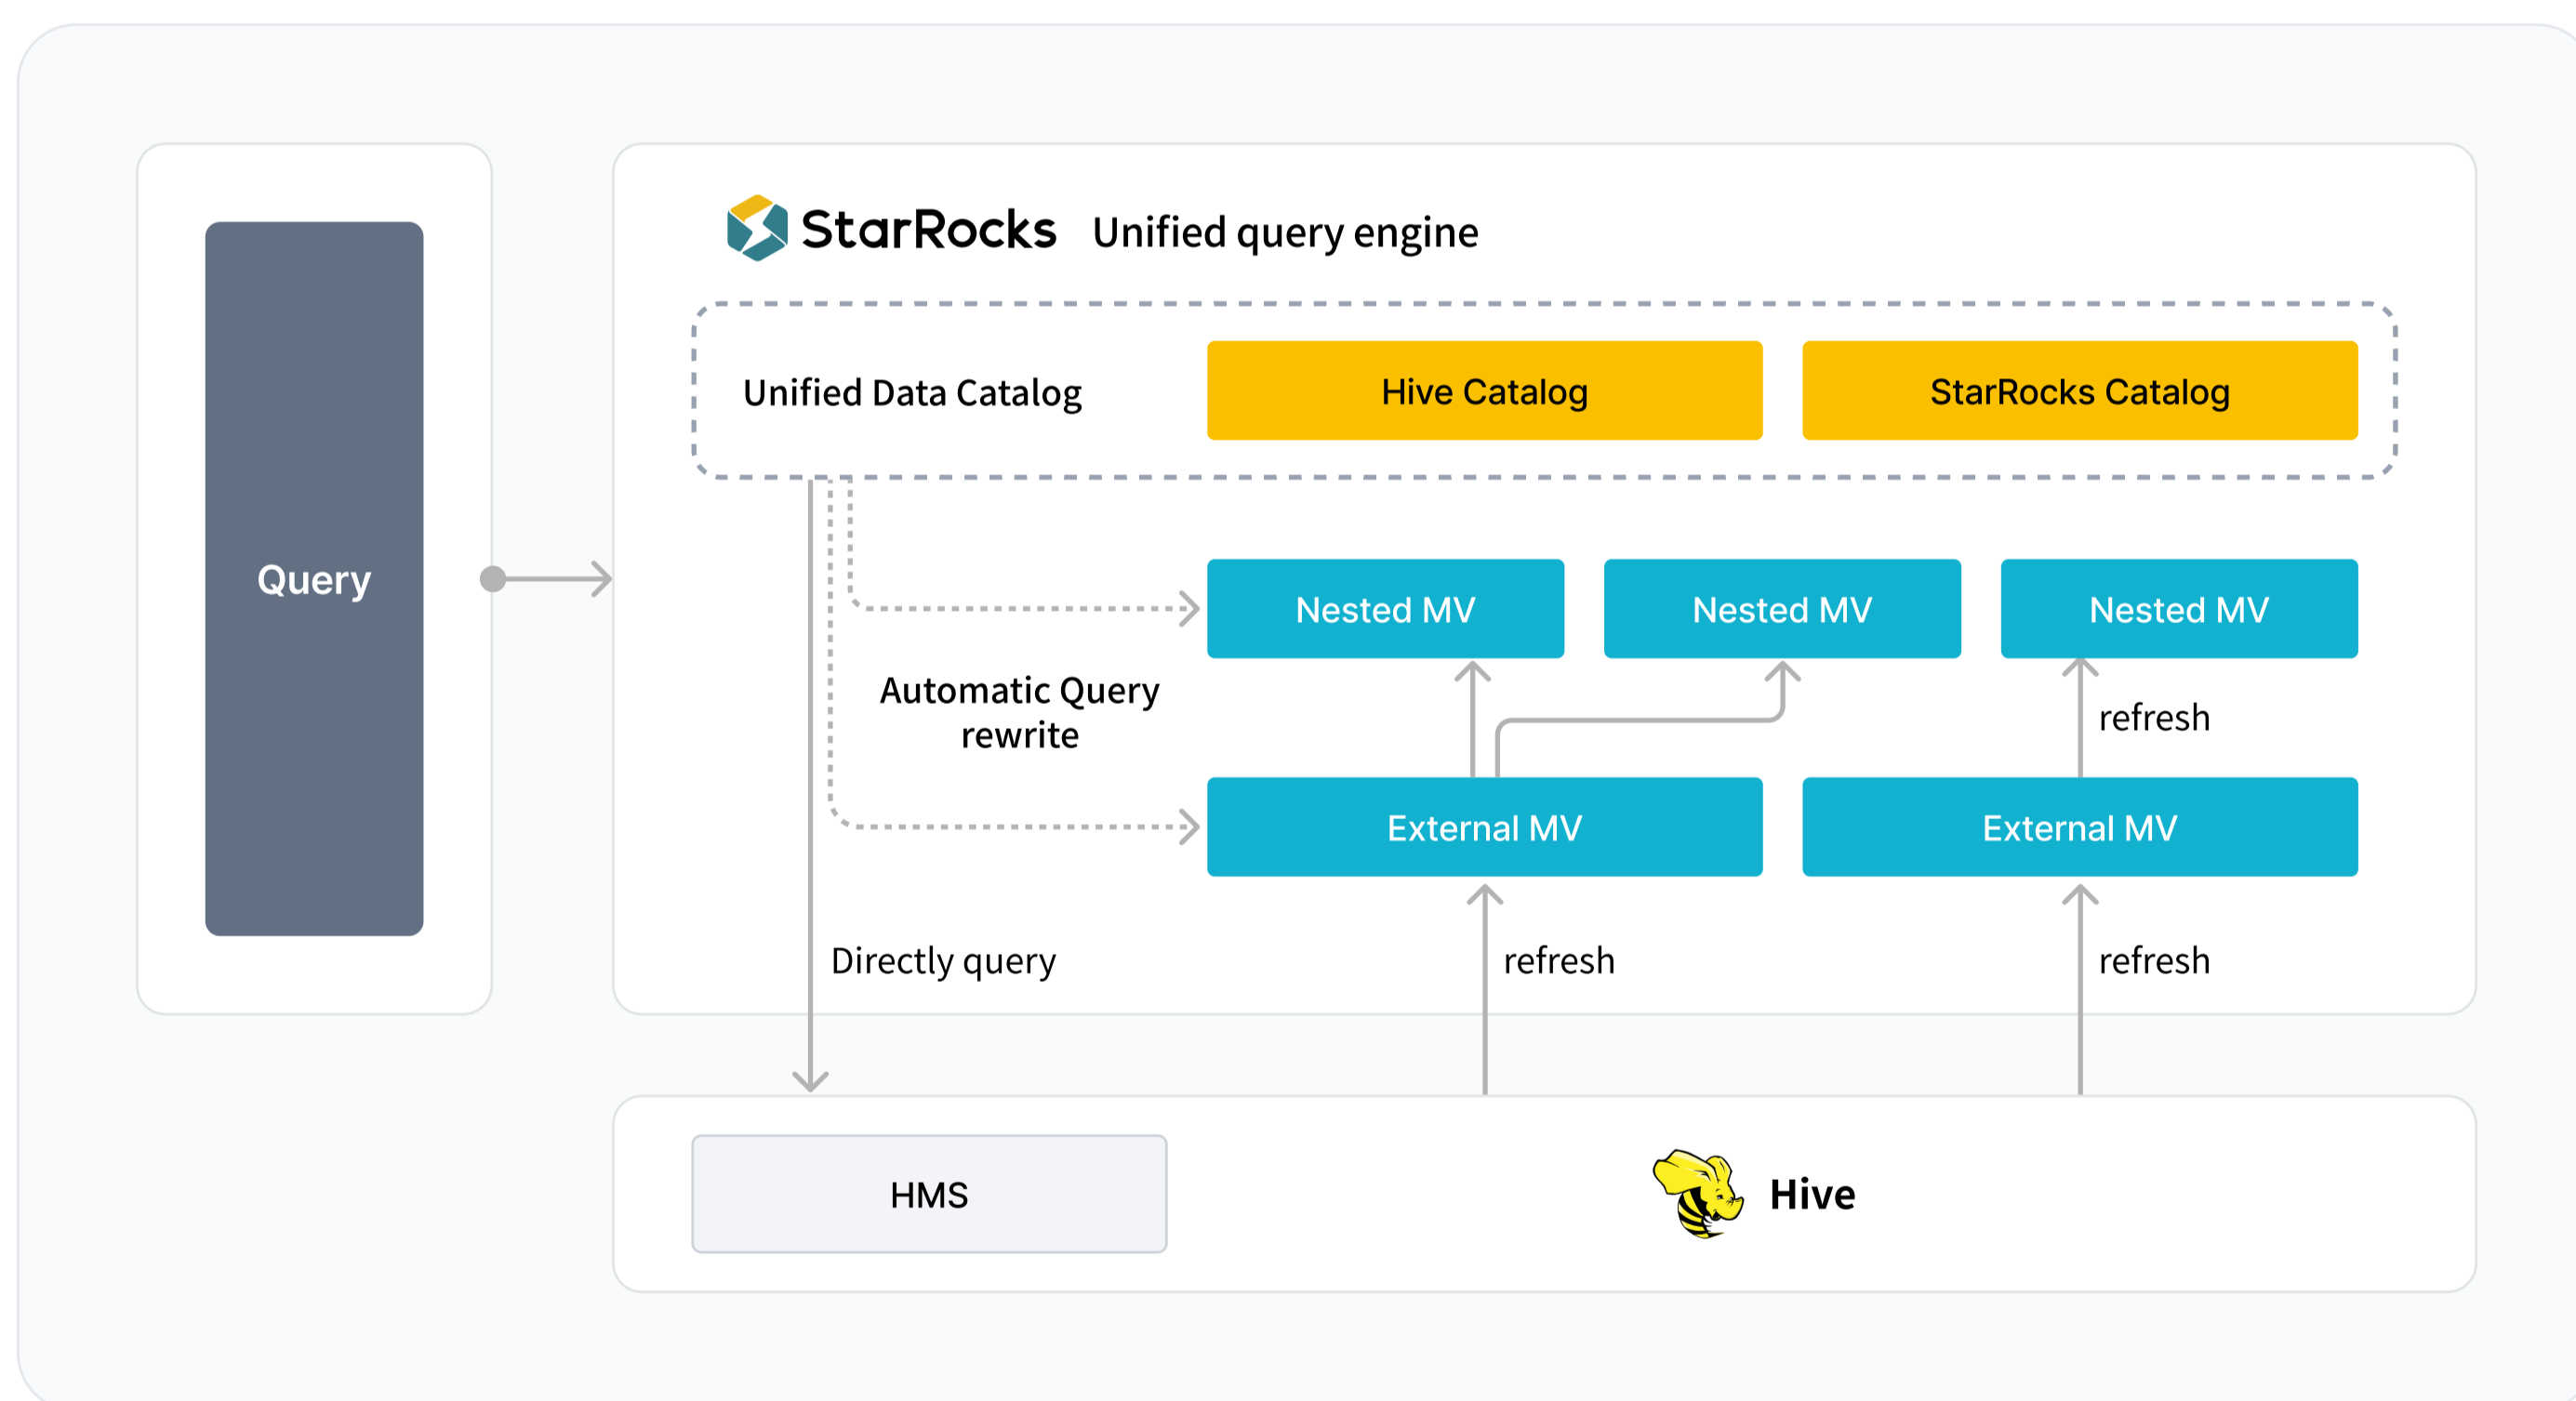 StarRocks Unified query engine
Unified Data Catalog
Hive Catalog
StarRocks Catalog
Query
Nested MV
Nested MV
Nested MV
Automatic Query
rewrite
refresh
External MV
External MV
Directly query
refresh
refresh
HMS
Hive